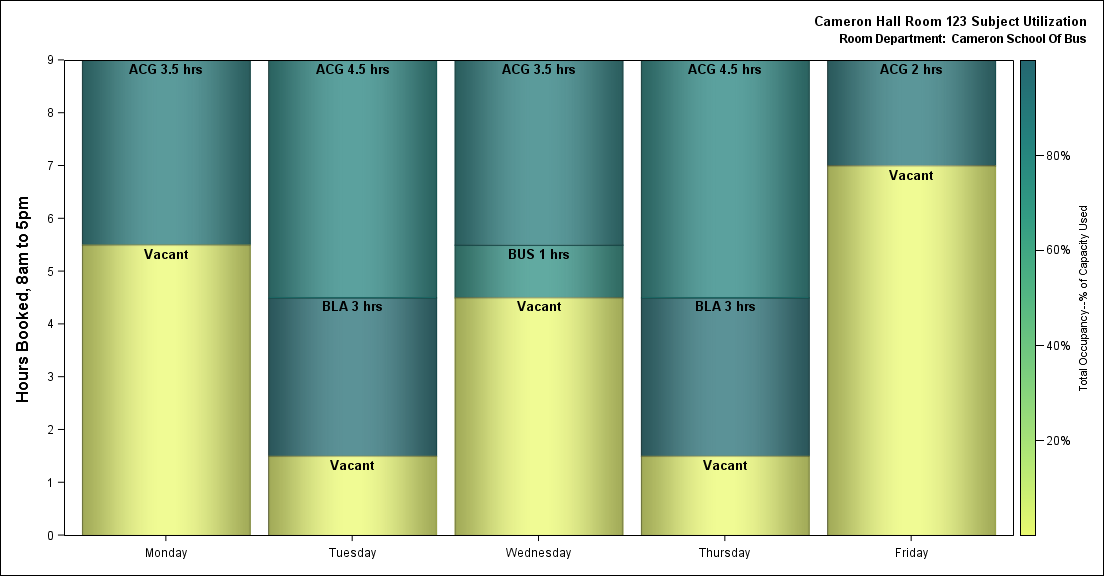 Cameron Hall Room 123 Subject Utilization
Room Department: Cameron School Of Bus
Hours Booked, 8am to 5pm
9
8
7
6
5
4
3
2
1
0
ACG 3.5 hrs
Vacant
ACG 4.5 hrs
BLA 3 hrs
Vacant
ACG 3.5 hrs
BUS 1 hrs
Vacant
ACG 4.5 hrs
BLA 3 hrs
Vacant
ACG 2 hrs
Vacant
Monday
Tuesday
Wednesday
Thursday
Friday
80%
60%
40%
20%
Total Occupancy--% of Capacity Used